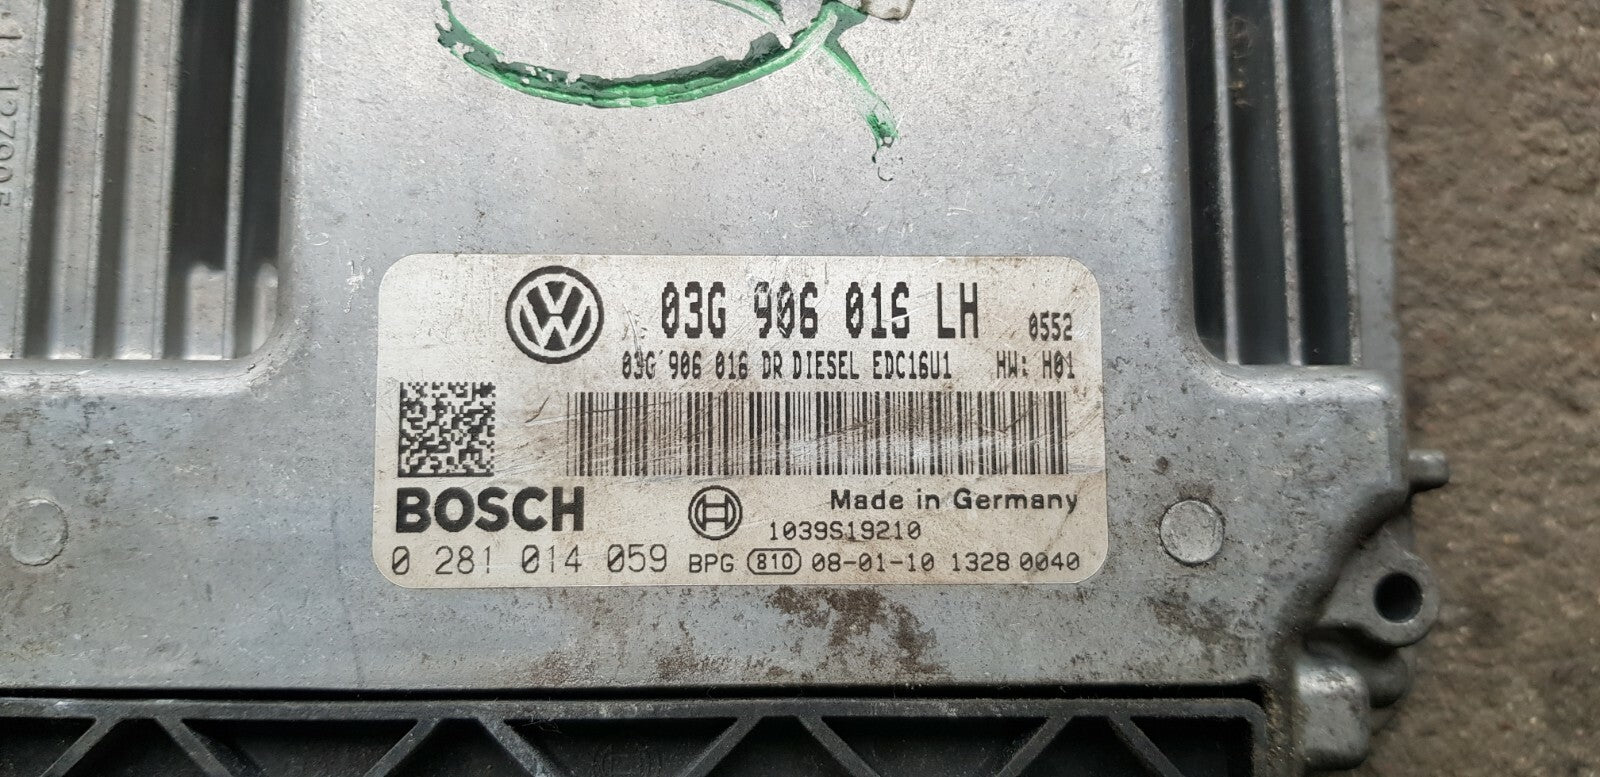 03G 906 016 LH 0552
03G 906 016 DR DIESEL EDC16U1 HW: H01
BOSCH
Made in Germany
1039S19210
0 281 014 059 BPG 810 08-01-10 1328 0040